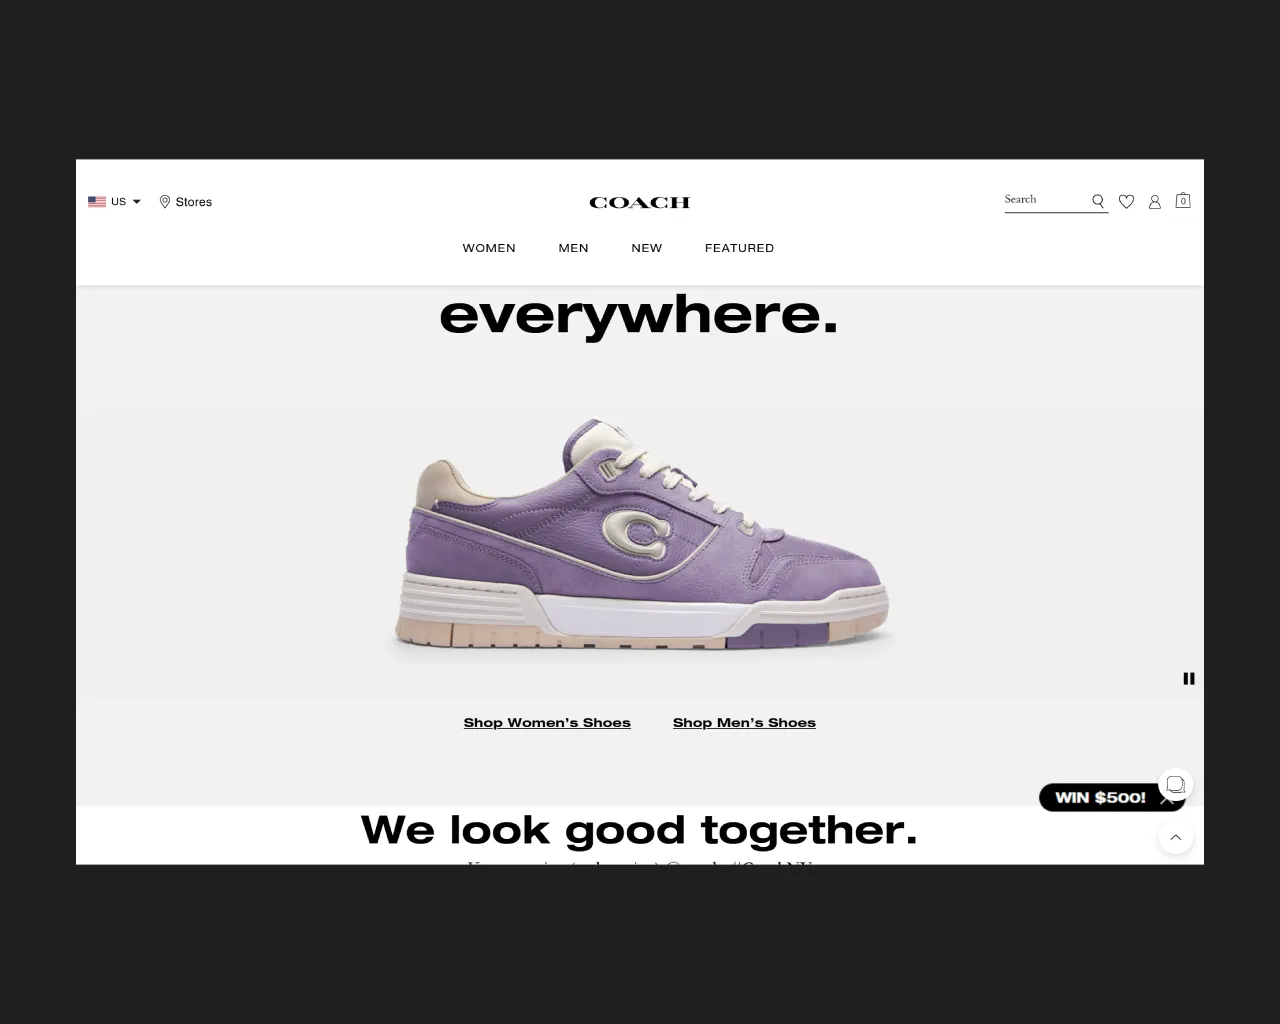 US
Stores
COACH
Search
0
WOMEN
MEN
NEW
FEATURED
everywhere.
C
Shop Women's Shoes
Shop Men's Shoes
WIN $500!
We look good together.